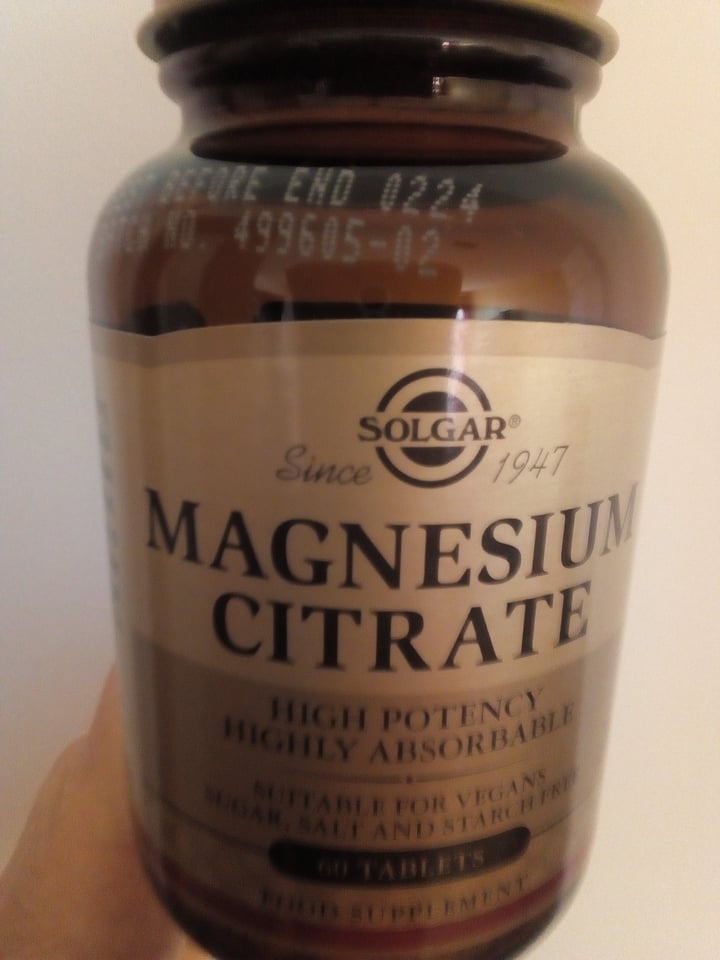 BEFORE END 0224
NO. 499605-02
SOLGAR®
Since 1947
MAGNESIUM
CITRATE
HIGH POTENCY
HIGHLY ABSORBABLE
SUITABLE FOR VEGANS
SUGAR, SALT AND STARCH FREE
60 TABLETS
FOOD SUPPLEMENT